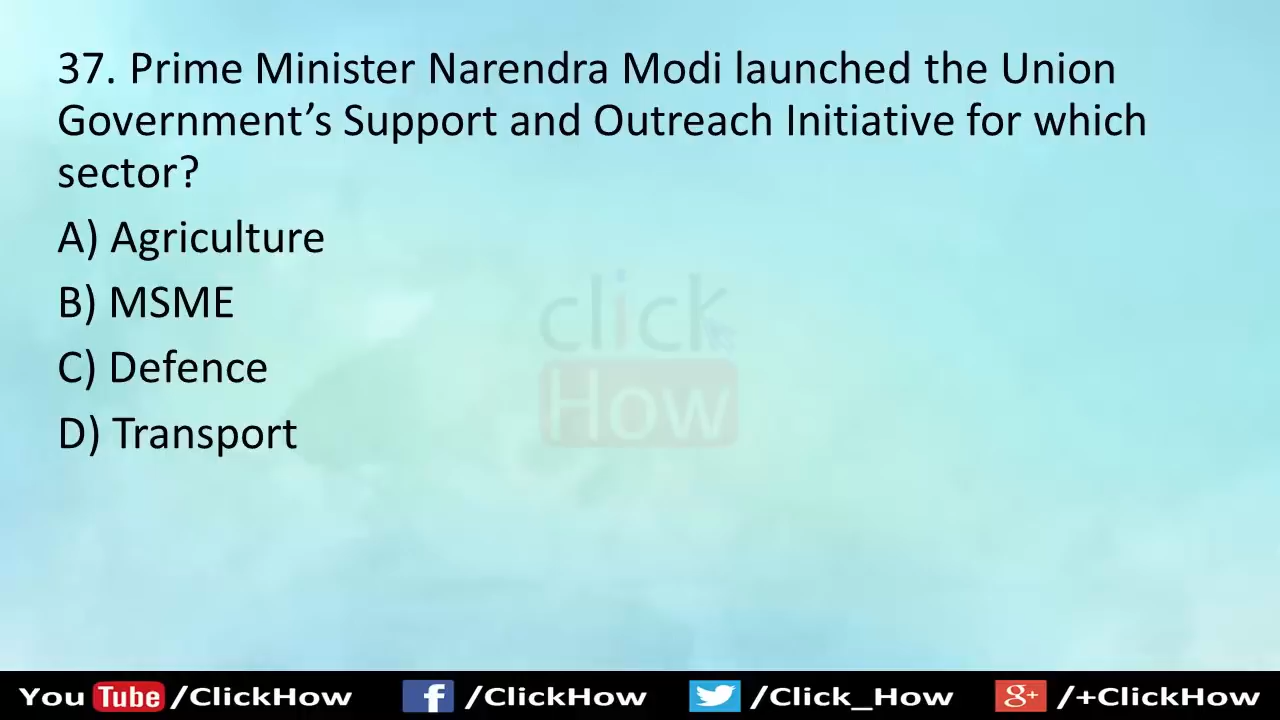 37. Prime Minister Narendra Modi launched the Union
Government’s Support and Outreach Initiative for which
sector?
A) Agriculture
B) MSME
C) Defence
D) Transport
click
How
You Tube /ClickHow f /ClickHow /Click_How g+ /+ClickHow